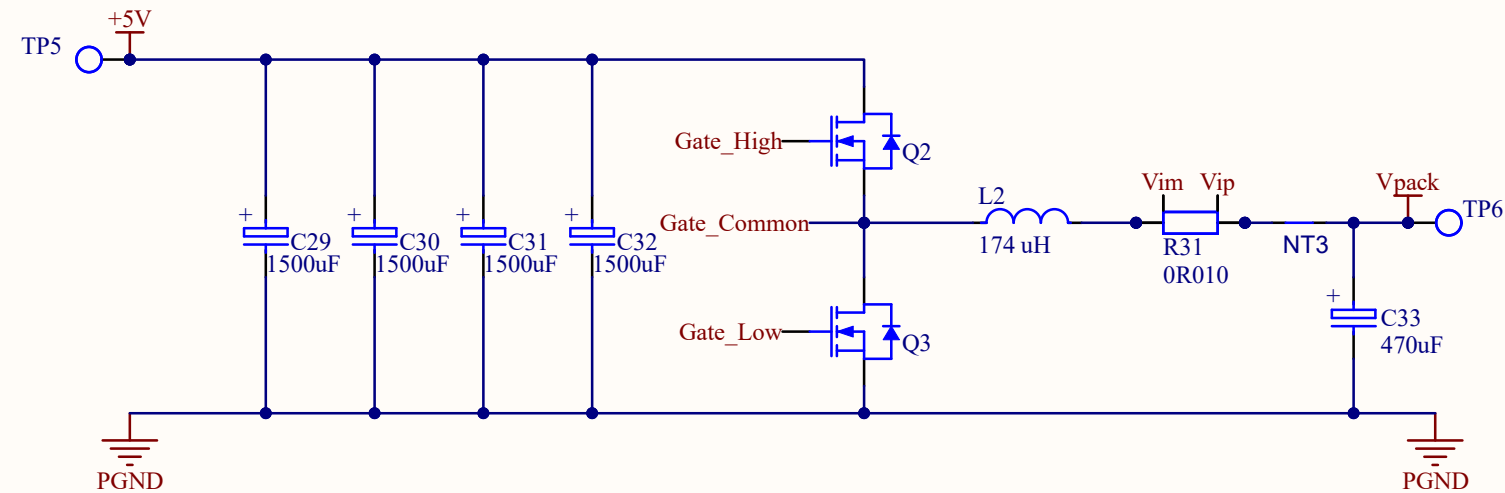 +5V
TP5
Gate_High
Q2
Vim
Vip
Vpack
L2
TP6
+
C29
1500uF
+
C30
1500uF
+
C31
1500uF
+
C32
1500uF
Gate_Common
174 uH
R31
0R010
NT3
Gate_Low
Q3
+
C33
470uF
PGND
PGND